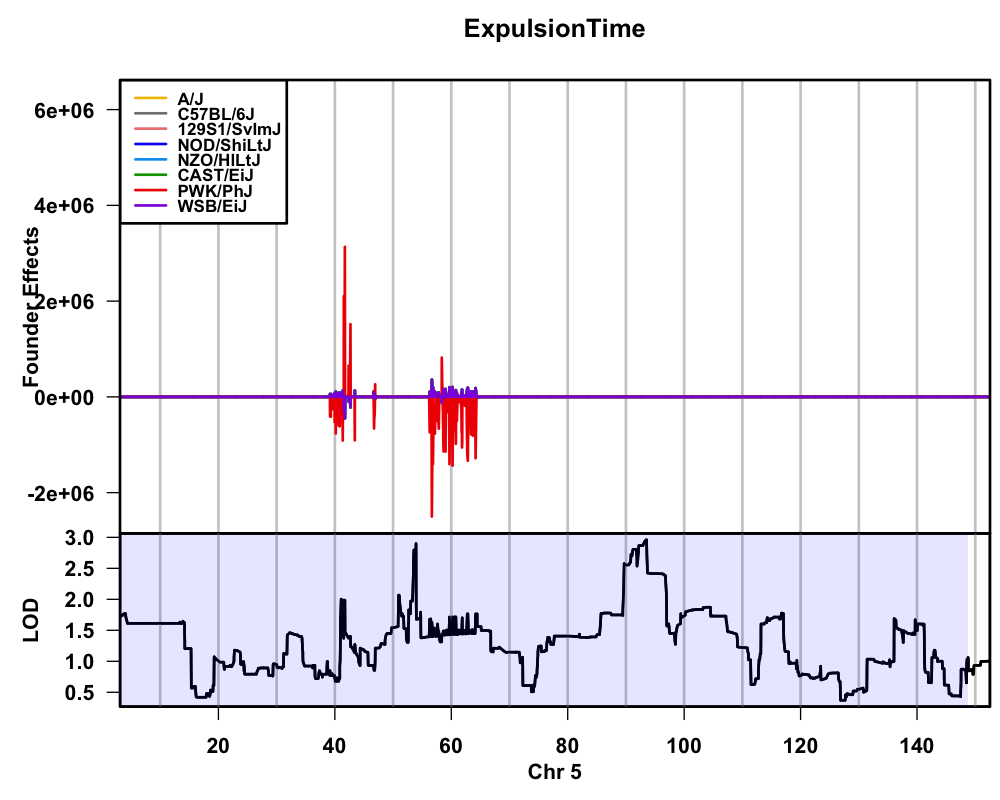 ExpulsionTime
A/J
C57BL/6J
129S1/SvImJ
NOD/ShiLtJ
NZO/HlLtJ
CAST/EiJ
PWK/PhJ
WSB/EiJ
6e+06
4e+06
2e+06
0e+00
-2e+06
Founder Effects
3.0
2.5
2.0
1.5
1.0
0.5
LOD
20 40 60 80 100 120 140
Chr 5